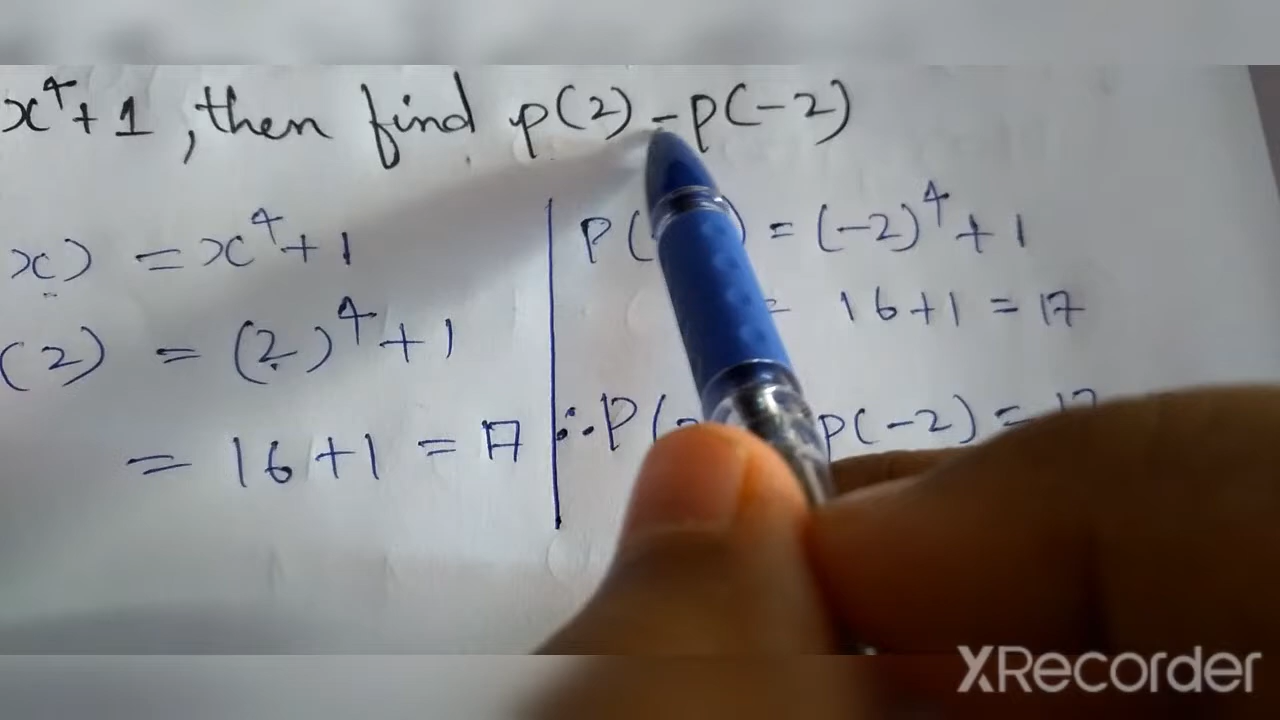 x⁴+1, then find p(2)-p(-2)
x) = x⁴+1
(2) = (2)⁴+1
= 16+1 = 17
P( ) = (-2)⁴+1
= 16+1 = 17
∴P( p(-2) = 17
XRecorder